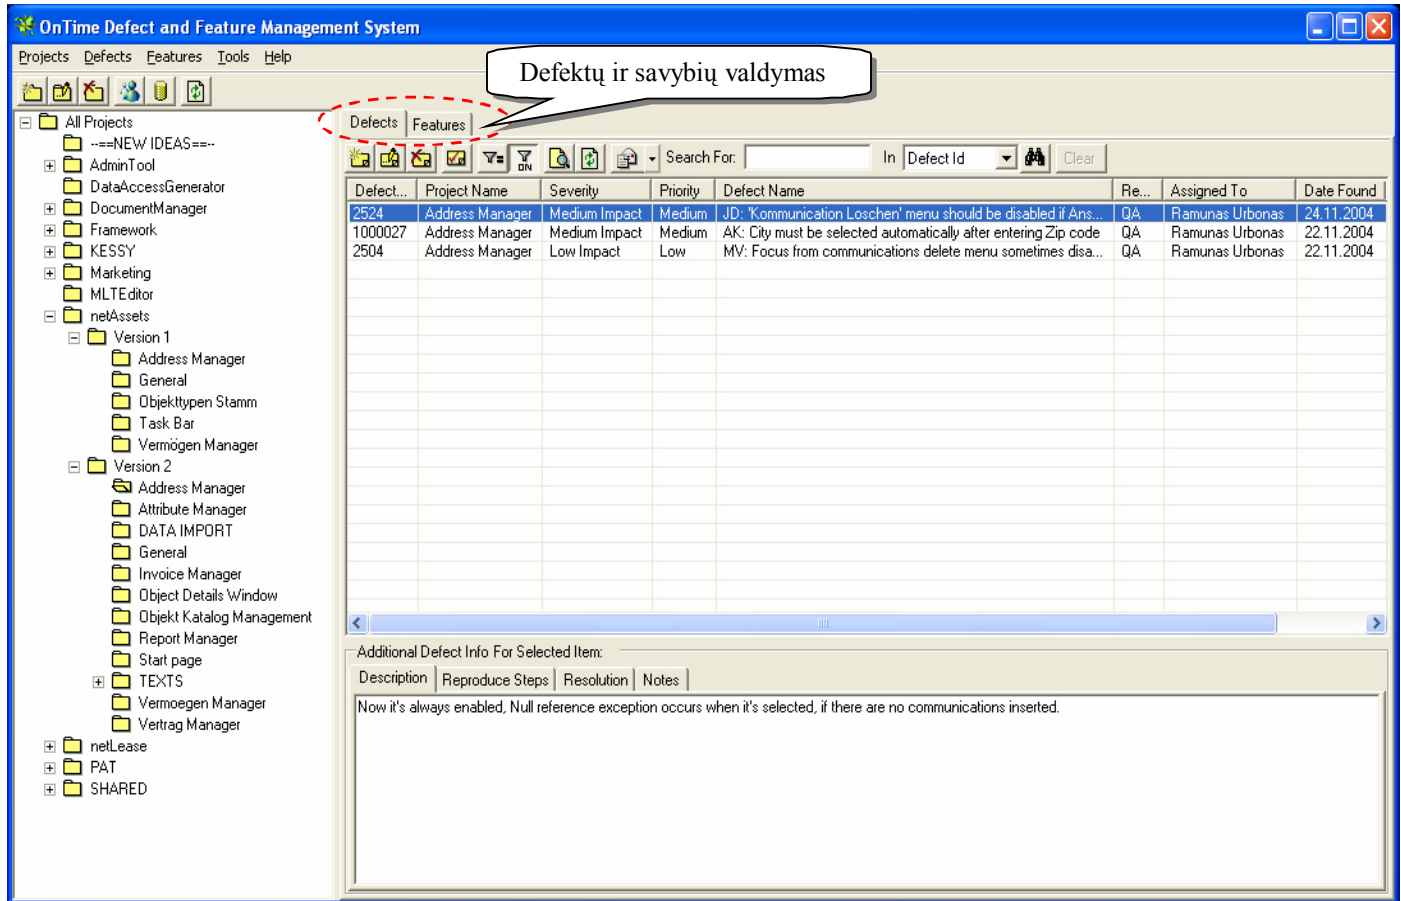 OnTime Defect and Feature Management System
Projects Defects Features Tools Help
Defektų ir savybių valdymas
All Projects
--==NEW IDEAS==--
AdminTool
DataAccessGenerator
DocumentManager
Framework
KESSY
Marketing
MLTEditor
netAssets
Version 1
Address Manager
General
Objekttypen Stamm
Task Bar
Vermögen Manager
Version 2
Address Manager
Attribute Manager
DATA IMPORT
General
Invoice Manager
Object Details Window
Objekt Katalog Management
Report Manager
Start page
TEXTS
Vermoegen Manager
Vertrag Manager
netLease
PAT
SHARED
Defects Features
ON Search For: In Defect Id Clear
Defect... Project Name Severity Priority Defect Name Re... Assigned To Date Found
2524 Address Manager Medium Impact Medium JD: 'Kommunication Loschen' menu should be disabled if Ans... QA Ramunas Urbonas 24.11.2004
1000027 Address Manager Medium Impact Medium AK: City must be selected automatically after entering Zip code QA Ramunas Urbonas 22.11.2004
2504 Address Manager Low Impact Low MV: Focus from communications delete menu sometimes disa... QA Ramunas Urbonas 22.11.2004
Additional Defect Info For Selected Item:
Description Reproduce Steps Resolution Notes
Now it's always enabled, Null reference exception occurs when it's selected, if there are no communications inserted.